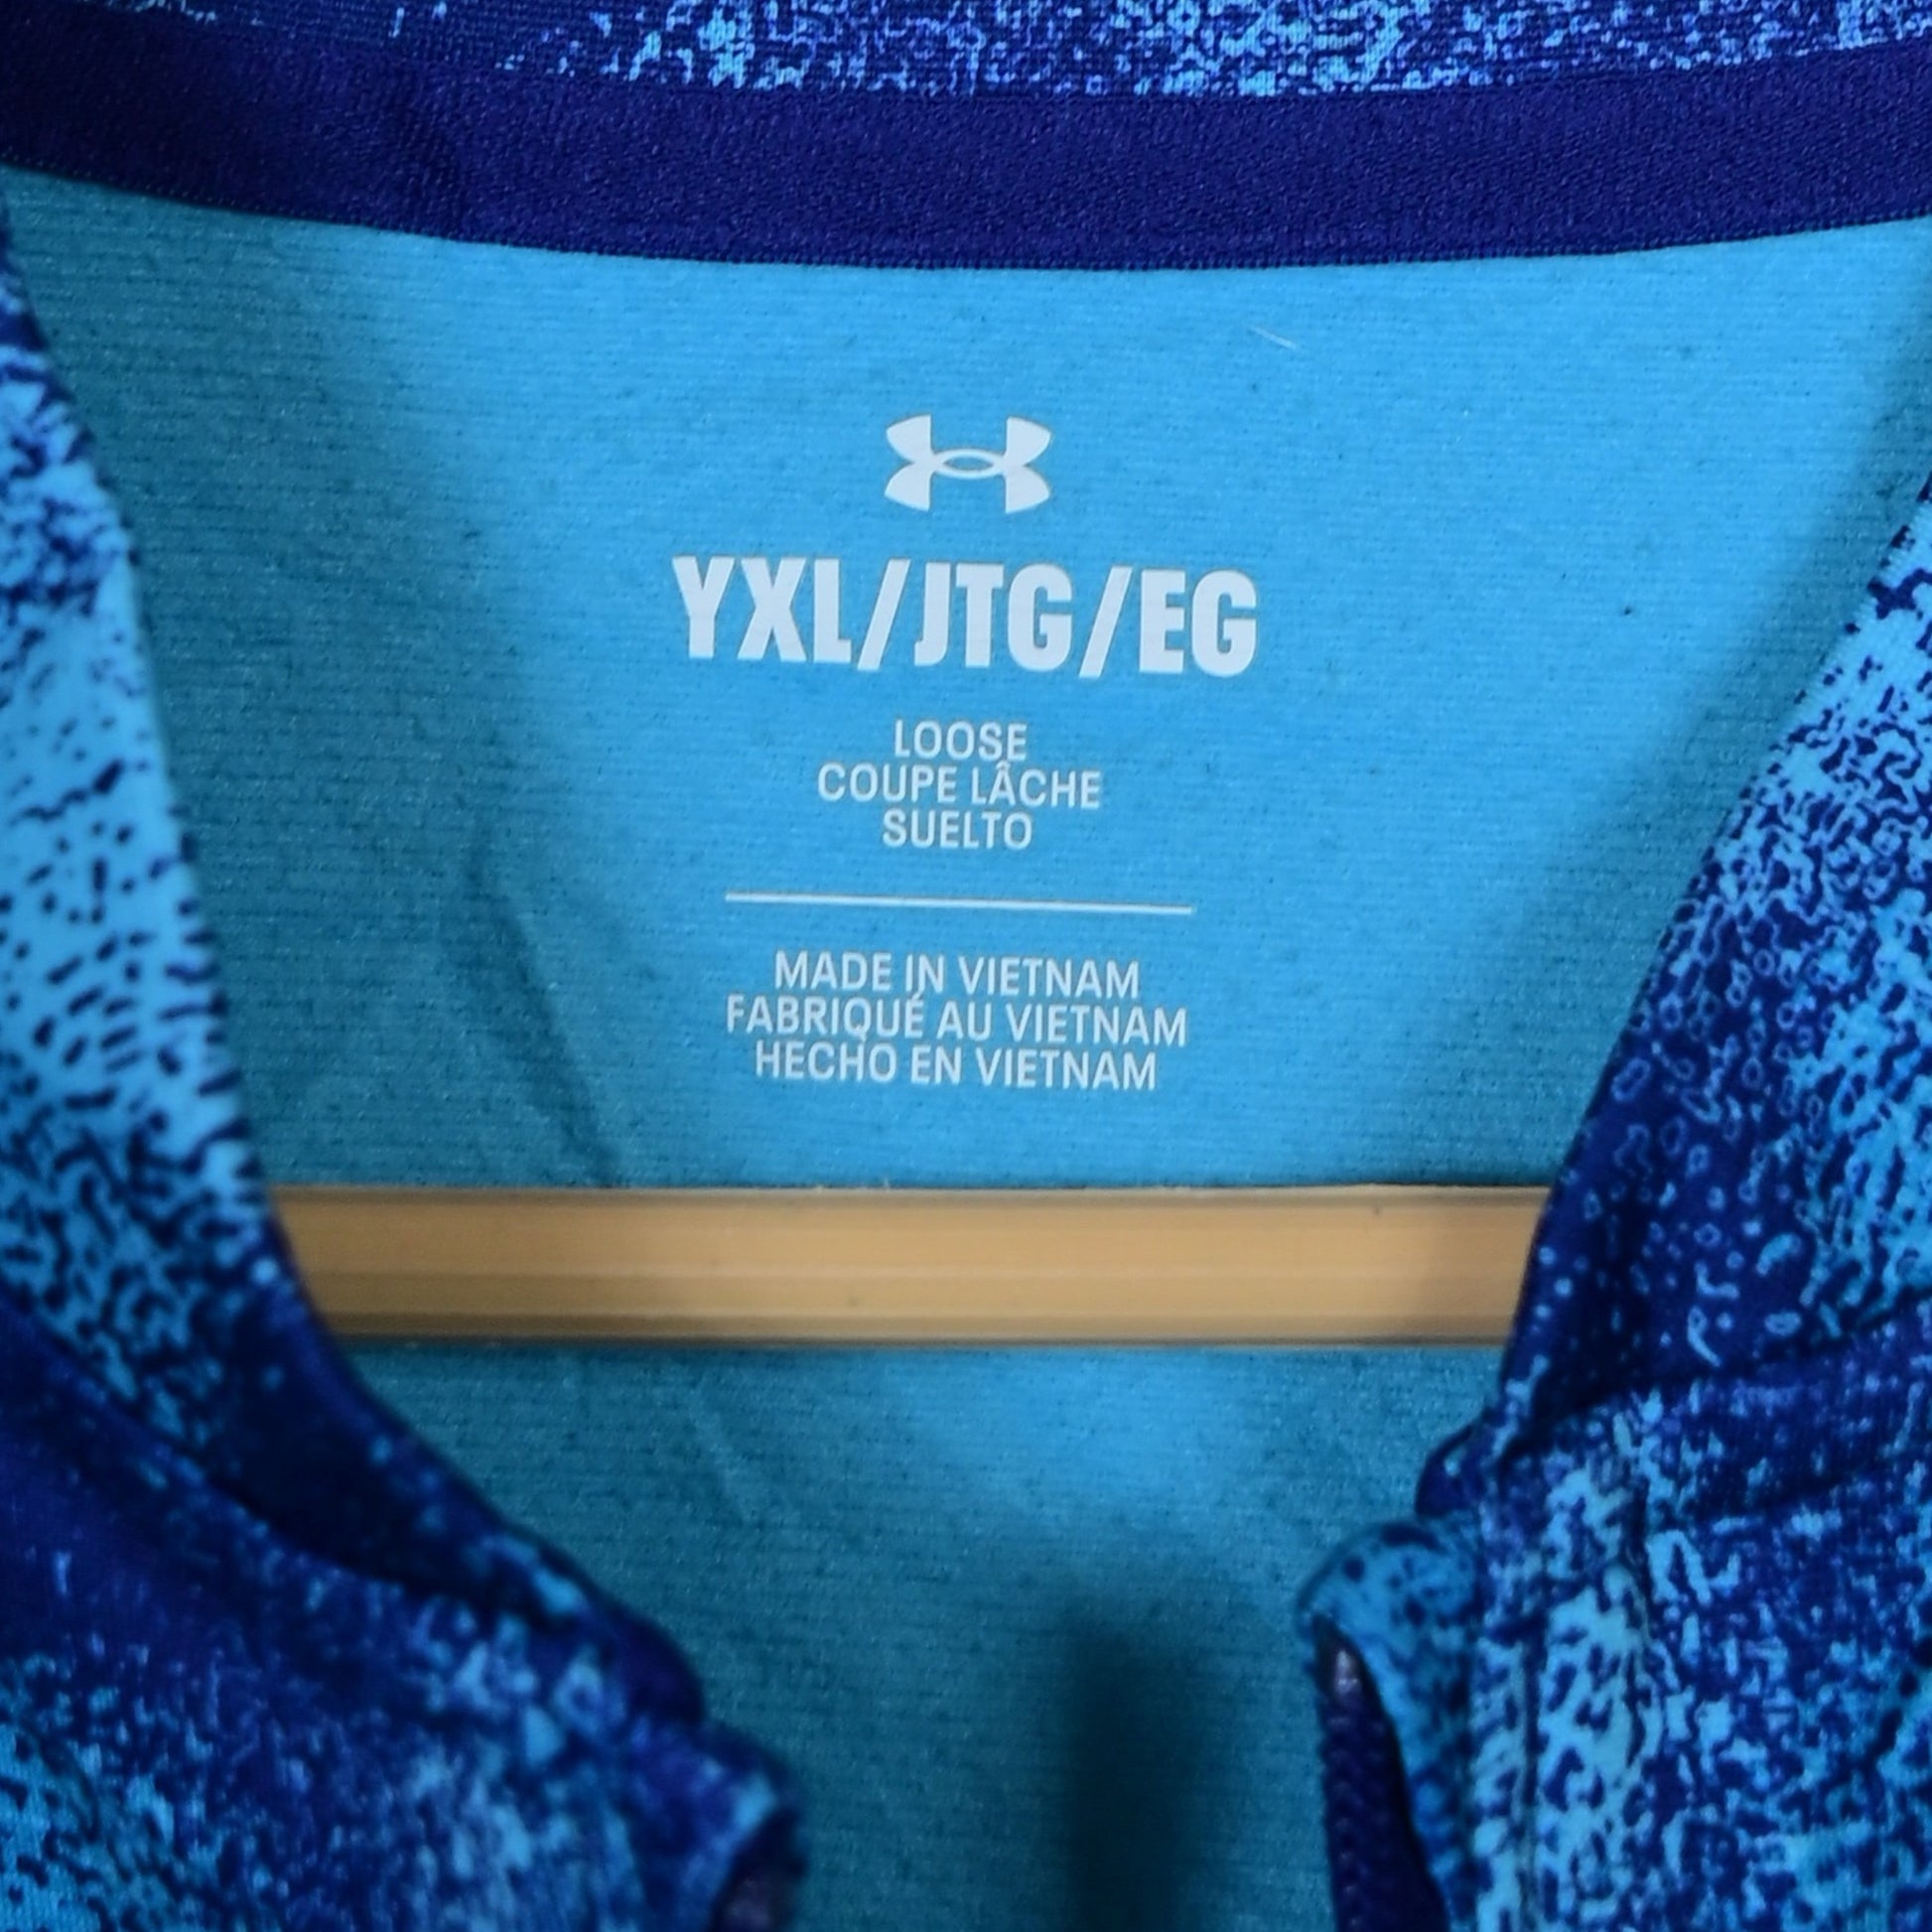 YXL/JTG/EG
LOOSE
COUPE LÂCHE
SUELTO
MADE IN VIETNAM
FABRIQUÉ AU VIETNAM
HECHO EN VIETNAM